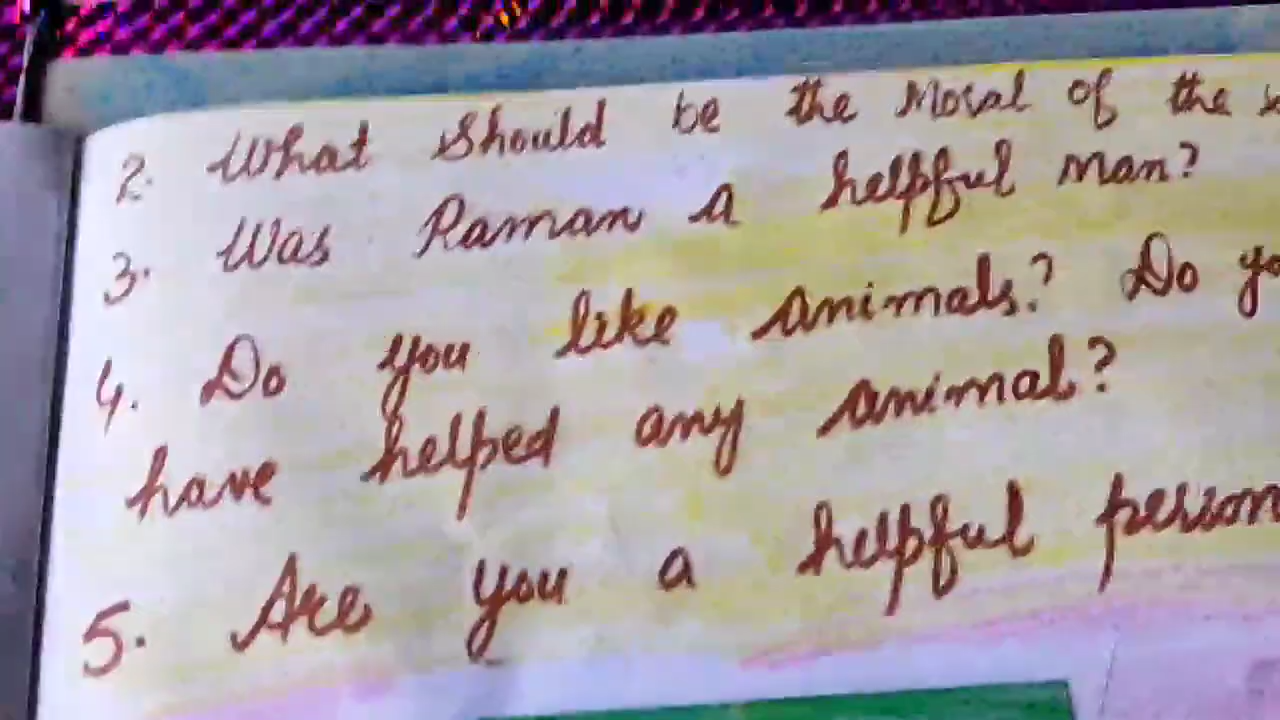 2. What should be the Moral of the
3. Was Raman a helpful man?
4. Do you like animals? Do
have helped any animal?
5. Are you a helpful person